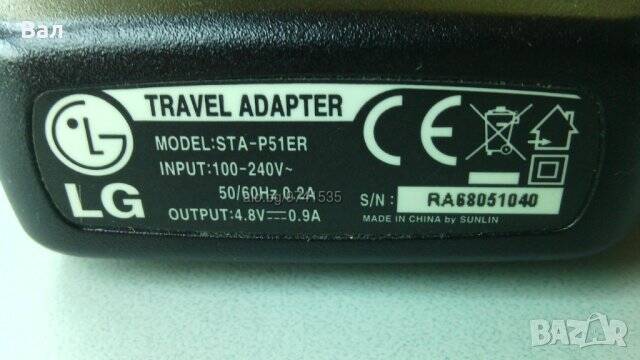 Вал
TRAVEL ADAPTER
MODEL:STA-P51ER
INPUT:100-240V~
50/60Hz 0.2A
OUTPUT:4.8V⎓0.9A
LG
CE
S/N: RA68051040
MADE IN CHINA by SUNLIN
BAZAR